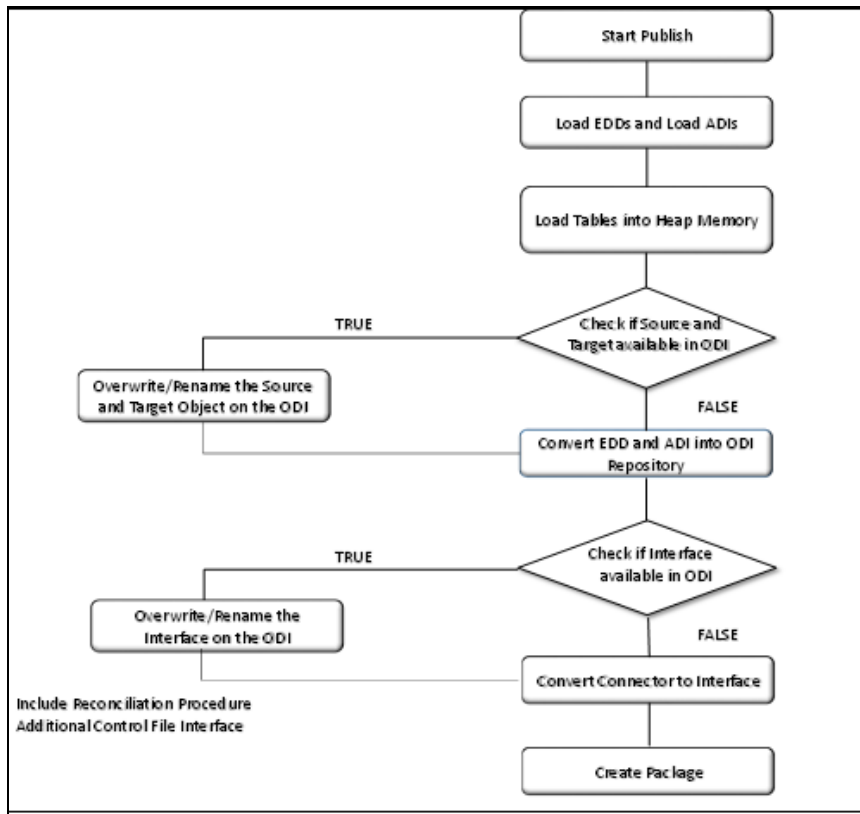 Start Publish
Load EDDs and Load ADIs
Load Tables into Heap Memory
Check if Source and
Target available in ODI
TRUE
Overwrite/Rename the Source
and Target Object on the ODI
FALSE
Convert EDD and ADI into ODI
Repository
Check if Interface
available in ODI
TRUE
Overwrite/Rename the
Interface on the ODI
FALSE
Convert Connector to Interface
Include Reconciliation Procedure
Additional Control File Interface
Create Package